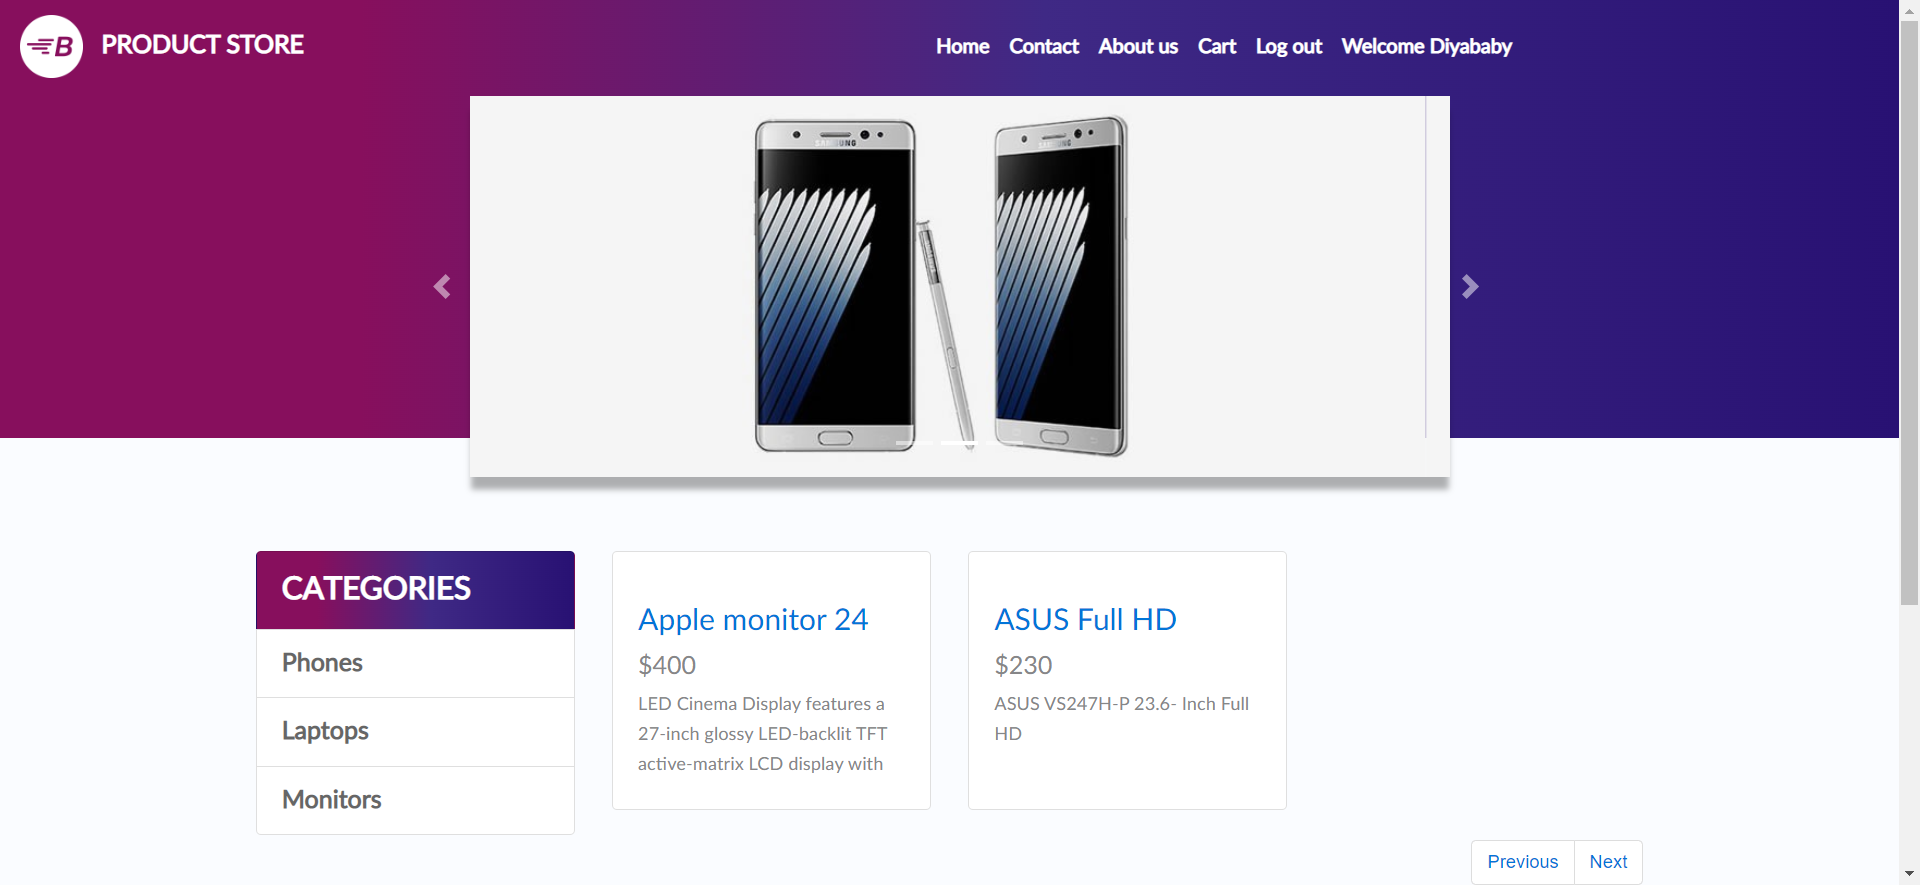 B PRODUCT STORE
Home Contact About us Cart Log out Welcome Diyababy
SAMSUNG SAMSUNG
CATEGORIES
Phones
Laptops
Monitors
Apple monitor 24
$400
LED Cinema Display features a
27-inch glossy LED-backlit TFT
active-matrix LCD display with
ASUS Full HD
$230
ASUS VS247H-P 23.6- Inch Full
HD
Previous Next